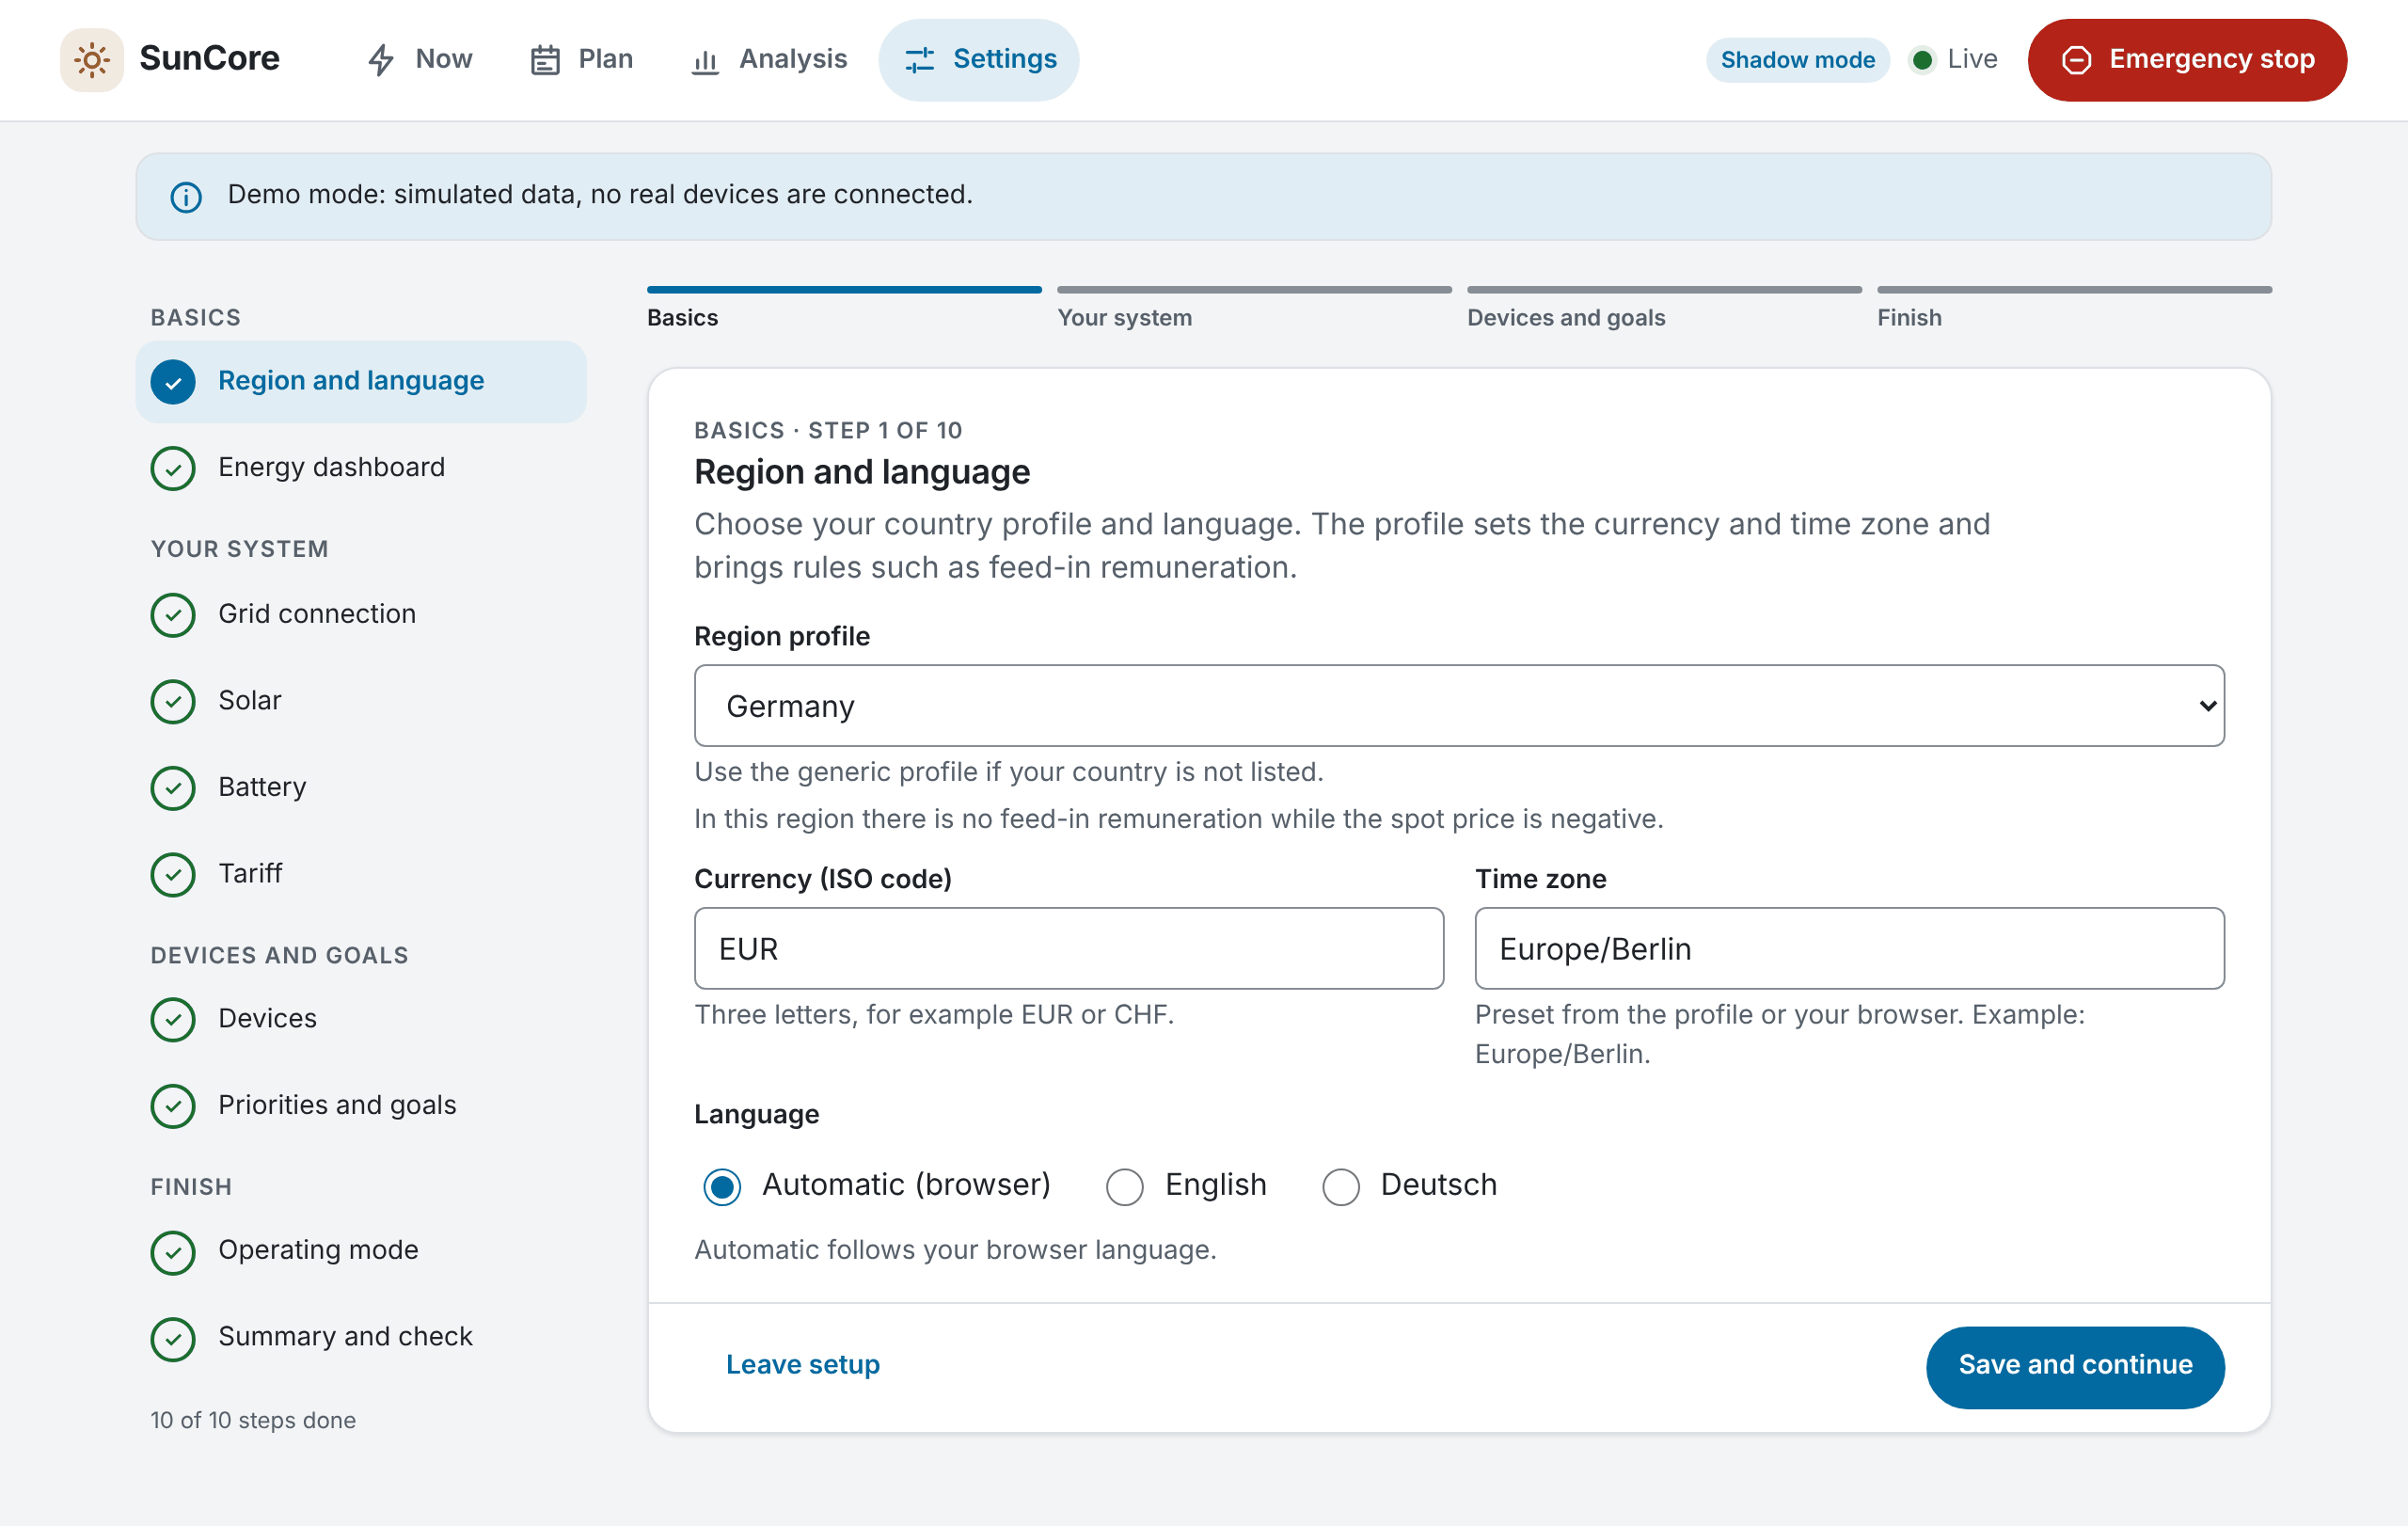 SunCore
Now
Plan
Analysis
Settings
Shadow mode
Live
Emergency stop
Demo mode: simulated data, no real devices are connected.
BASICS
Region and language
Energy dashboard
YOUR SYSTEM
Grid connection
Solar
Battery
Tariff
DEVICES AND GOALS
Devices
Priorities and goals
FINISH
Operating mode
Summary and check
10 of 10 steps done
Basics
Your system
Devices and goals
Finish
BASICS · STEP 1 OF 10
Region and language
Choose your country profile and language. The profile sets the currency and time zone and
brings rules such as feed-in remuneration.
Region profile
Germany
Use the generic profile if your country is not listed.
In this region there is no feed-in remuneration while the spot price is negative.
Currency (ISO code)
EUR
Three letters, for example EUR or CHF.
Time zone
Europe/Berlin
Preset from the profile or your browser. Example:
Europe/Berlin.
Language
Automatic (browser)
English
Deutsch
Automatic follows your browser language.
Leave setup
Save and continue